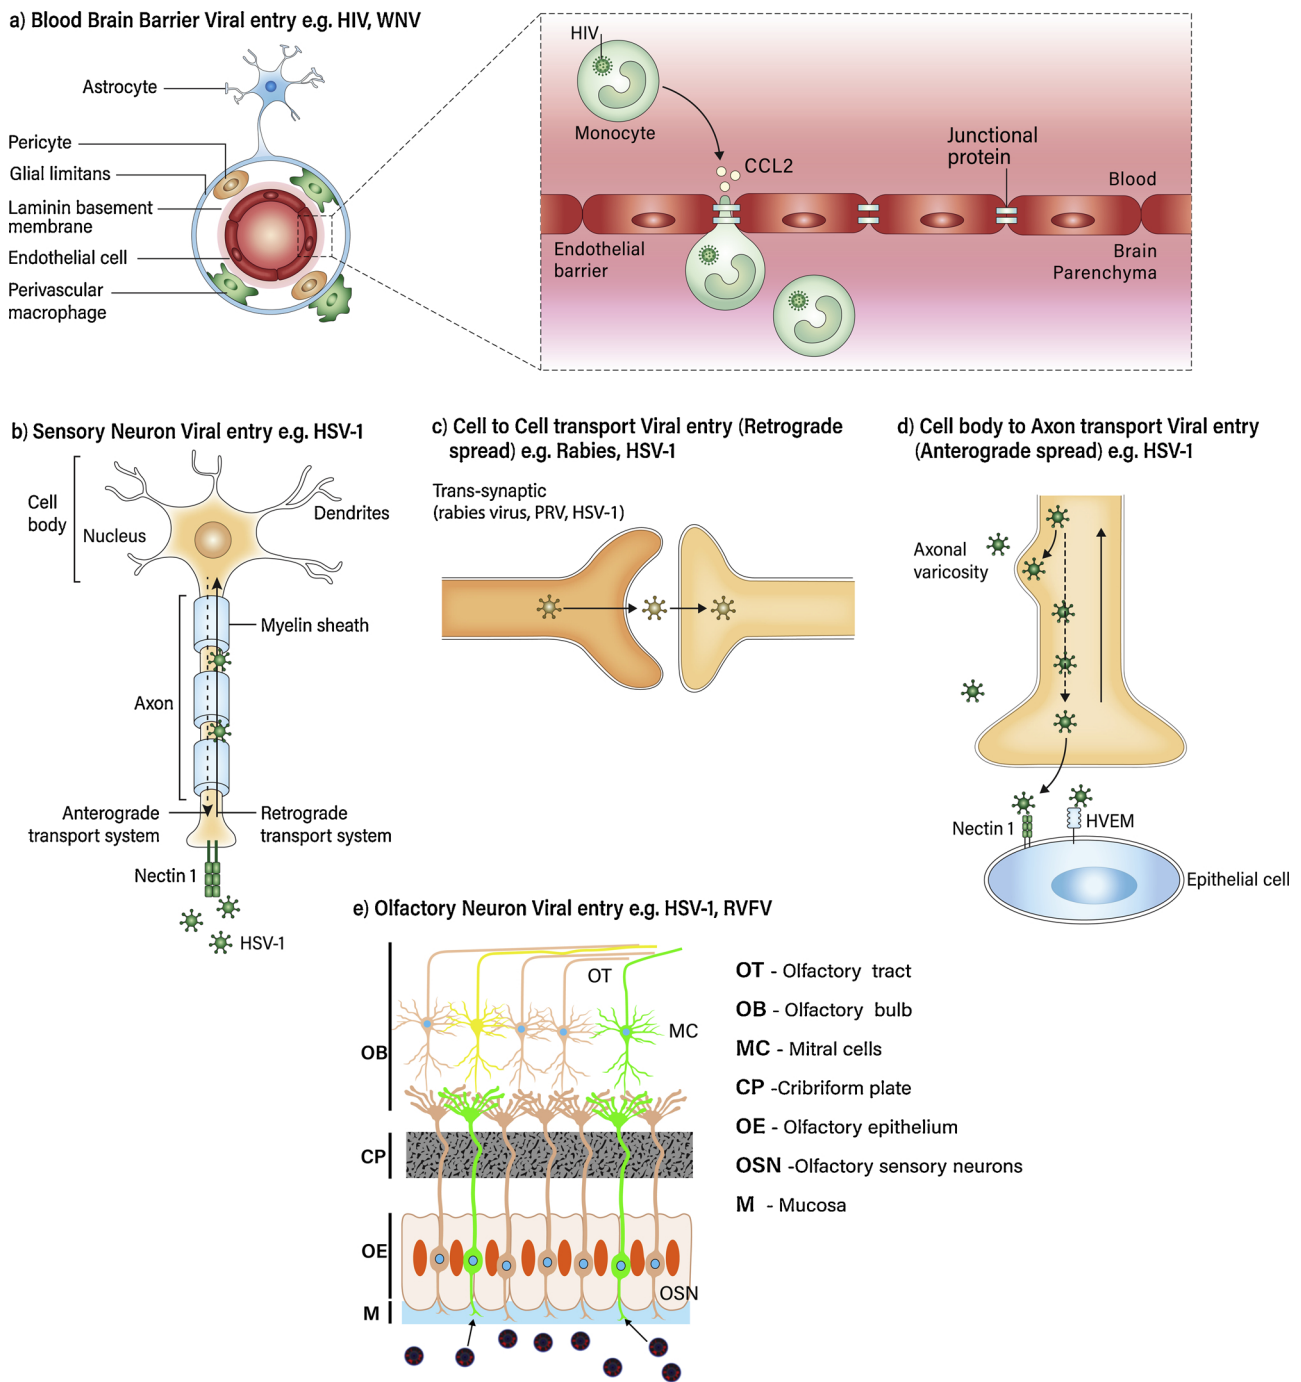 a) Blood Brain Barrier Viral entry e.g. HIV, WNV
Astrocyte
Pericyte
Glial limitans
Laminin basement
membrane
Endothelial cell
Perivascular
macrophage
HIV
Monocyte
CCL2
Junctional
protein
Blood
Endothelial
barrier
Brain
Parenchyma
b) Sensory Neuron Viral entry e.g. HSV-1
Cell
body
Nucleus
Dendrites
Myelin sheath
Axon
Anterograde
transport system
Retrograde
transport system
Nectin 1
HSV-1
c) Cell to Cell transport Viral entry (Retrograde
spread) e.g. Rabies, HSV-1
Trans-synaptic
(rabies virus, PRV, HSV-1)
d) Cell body to Axon transport Viral entry
(Anterograde spread) e.g. HSV-1
Axonal
varicosity
Nectin 1
HVEM
Epithelial cell
e) Olfactory Neuron Viral entry e.g. HSV-1, RVFV
OT
MC
OB
CP
OE
OSN
M
OT - Olfactory tract
OB - Olfactory bulb
MC - Mitral cells
CP -Cribriform plate
OE - Olfactory epithelium
OSN -Olfactory sensory neurons
M - Mucosa